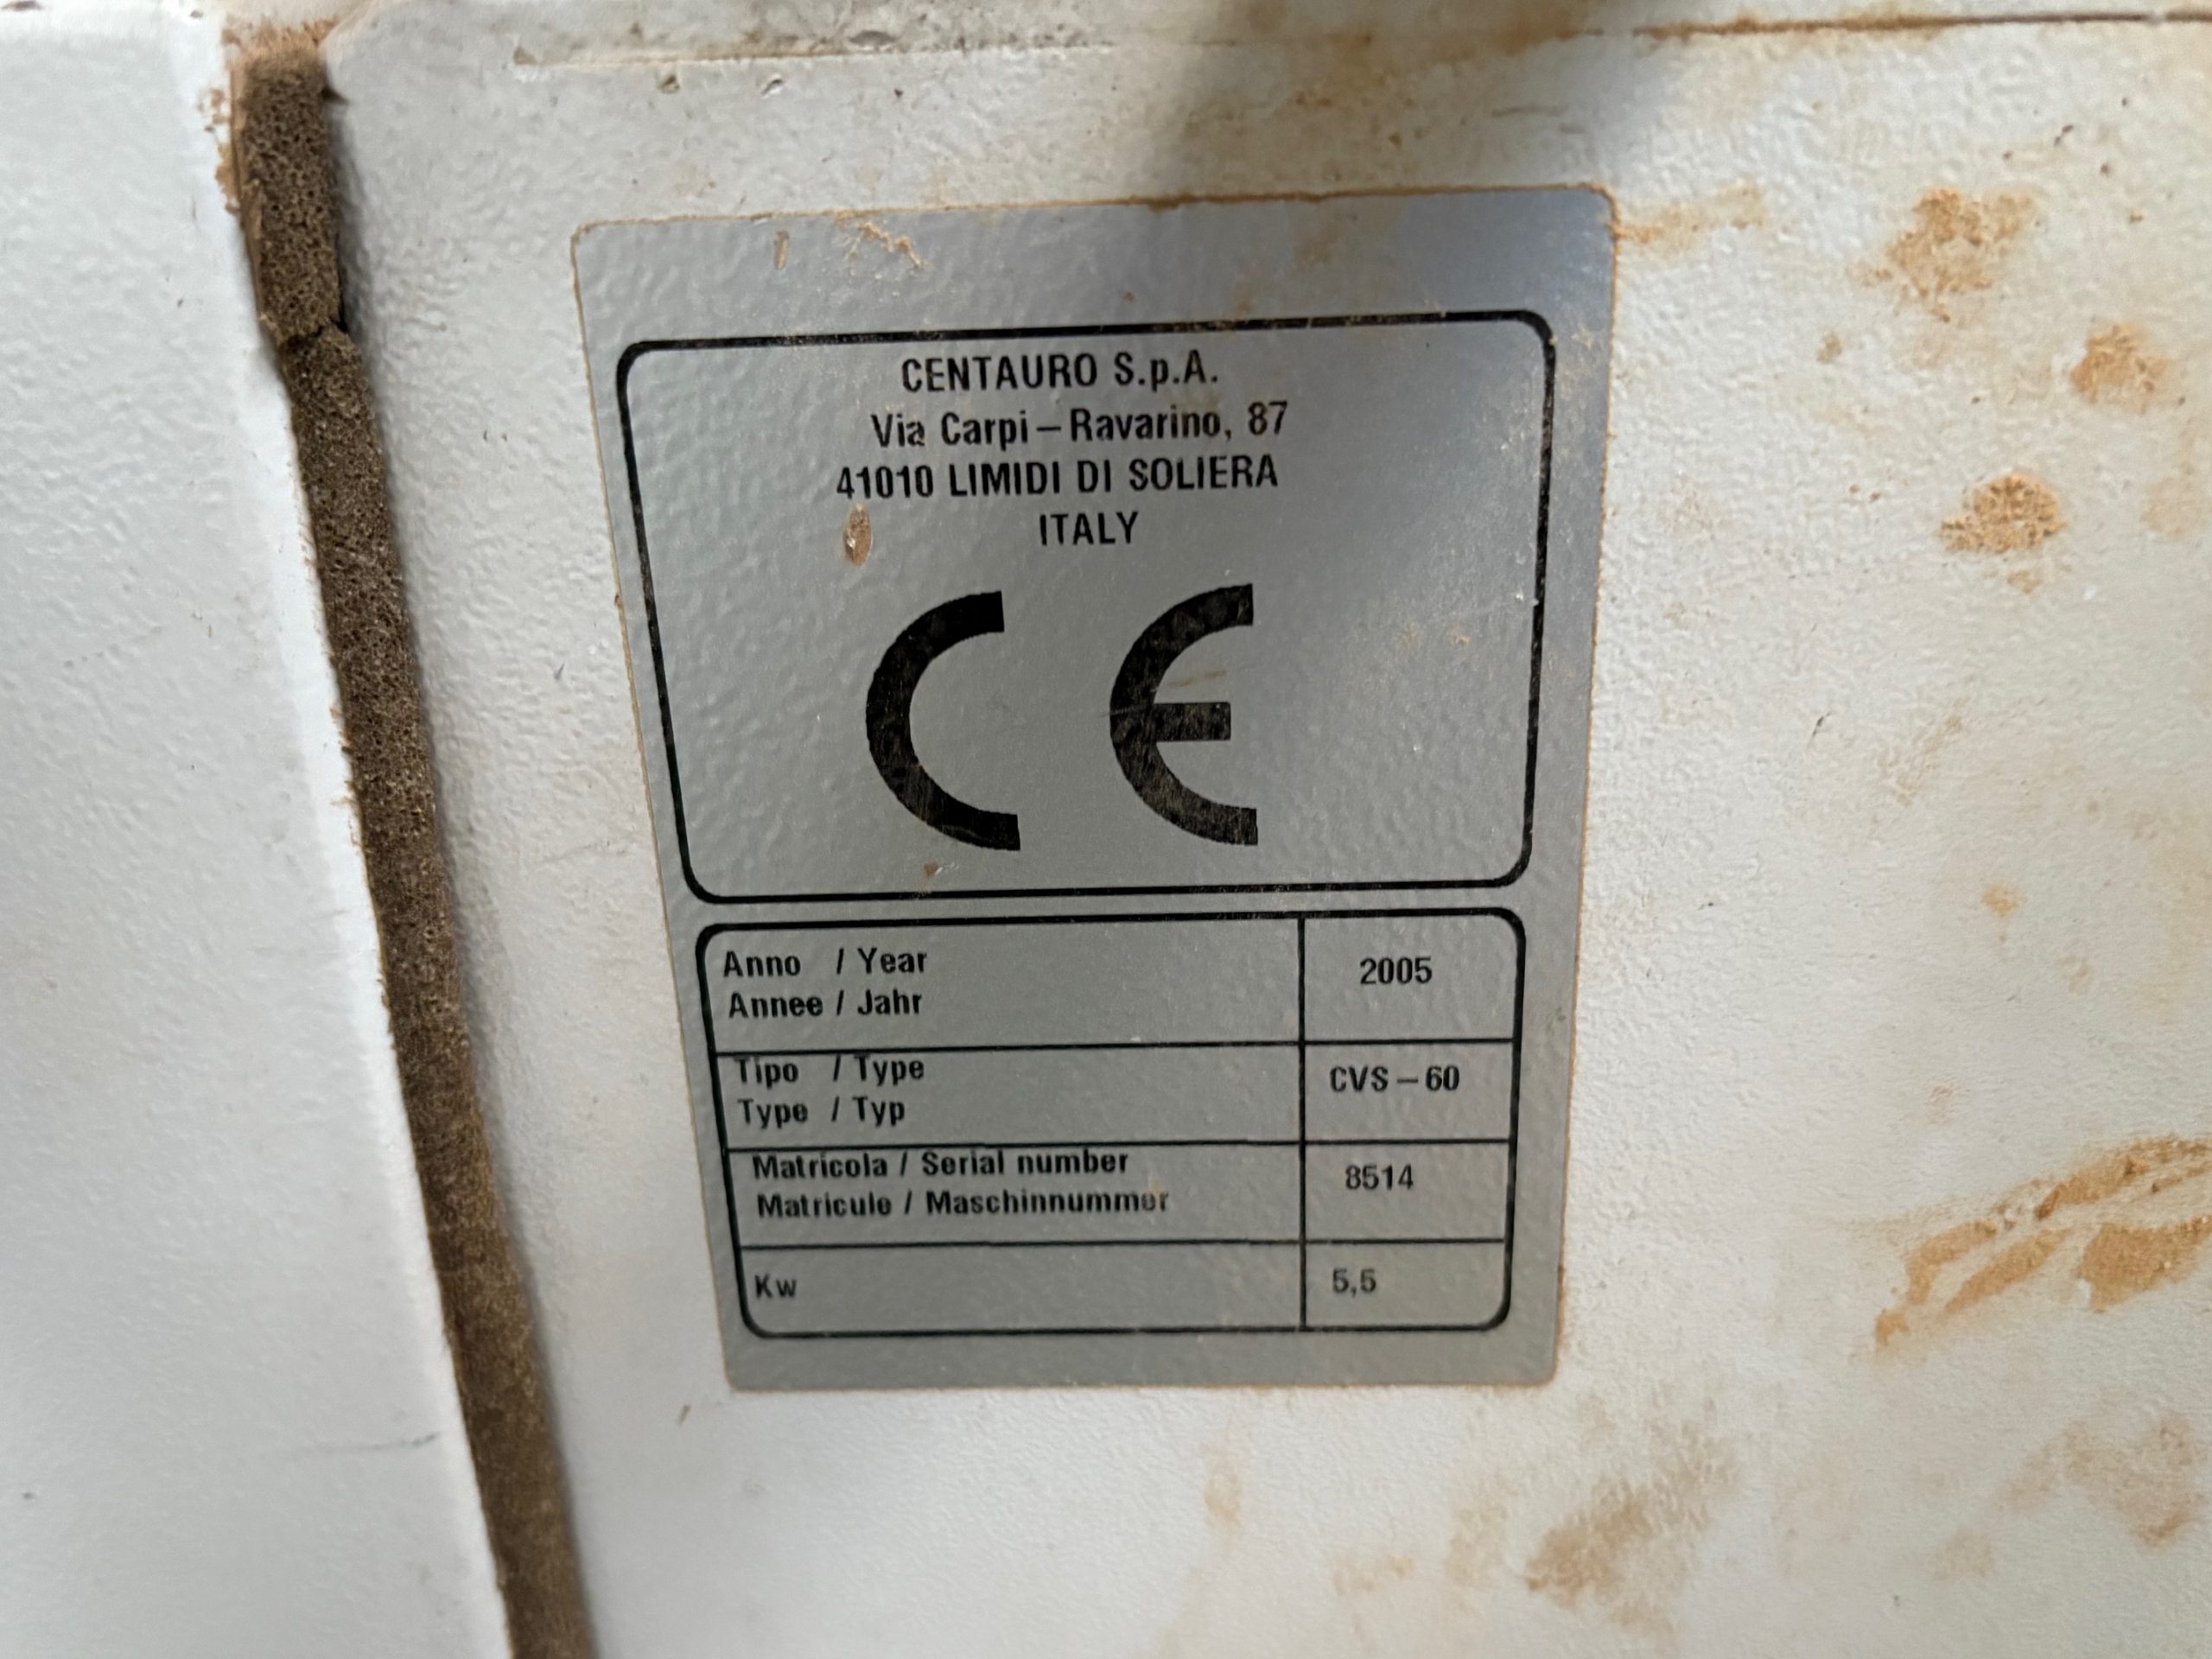 CENTAURO S.p.A.
Via Carpi – Ravarino, 87
41010 LIMIDI DI SOLIERA
ITALY
CE
Anno / Year 2005
Annee / Jahr
Tipo / Type CVS – 60
Type / Typ
Matricola / Serial number 8514
Matricule / Maschinnummer
Kw 5,5